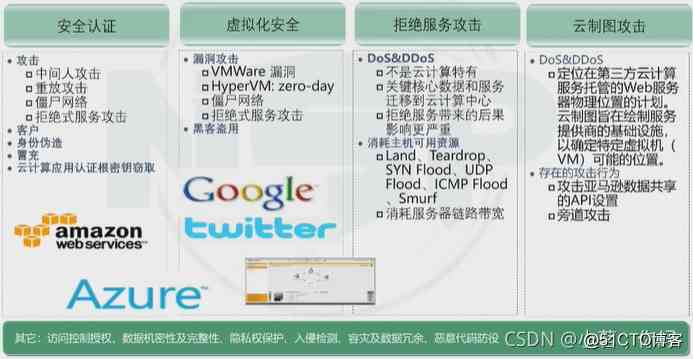 安全认证
攻击
中间人攻击
重放攻击
僵尸网络
拒绝式服务攻击
客户
身份伪造
冒充
云计算应用认证根密钥窃取
amazon
webservices™
Azure™
虚拟化安全
漏洞攻击
VMWare 漏洞
HyperVM: zero-day
僵尸网络
拒绝式服务攻击
黑客盗用
Google™
twitter
拒绝服务攻击
DoS&DDoS
不是云计算特有
关键核心数据和服务
迁移到云计算中心
拒绝服务带来的后果
影响更严重
消耗主机可用资源
Land、Teardrop、
SYN Flood、UDP
Flood、ICMP Flood
、Smurf
消耗服务器链路带宽
云制图攻击
DoS&DDoS
定位在第三方云计算
服务托管的Web服务
器物理位置的计划。
云制图旨在绘制服务
提供商的基础设施，
以确定特定虚拟机（
VM）可能的位置。
存在的攻击行为
攻击亚马逊数据共享
的API设置
旁道攻击
其它：访问控制授权、数据机密性及完整性、隐私权保护、入侵检测、容灾及数据冗余、恶意代码防役
CSDN @小
@51CTO博客